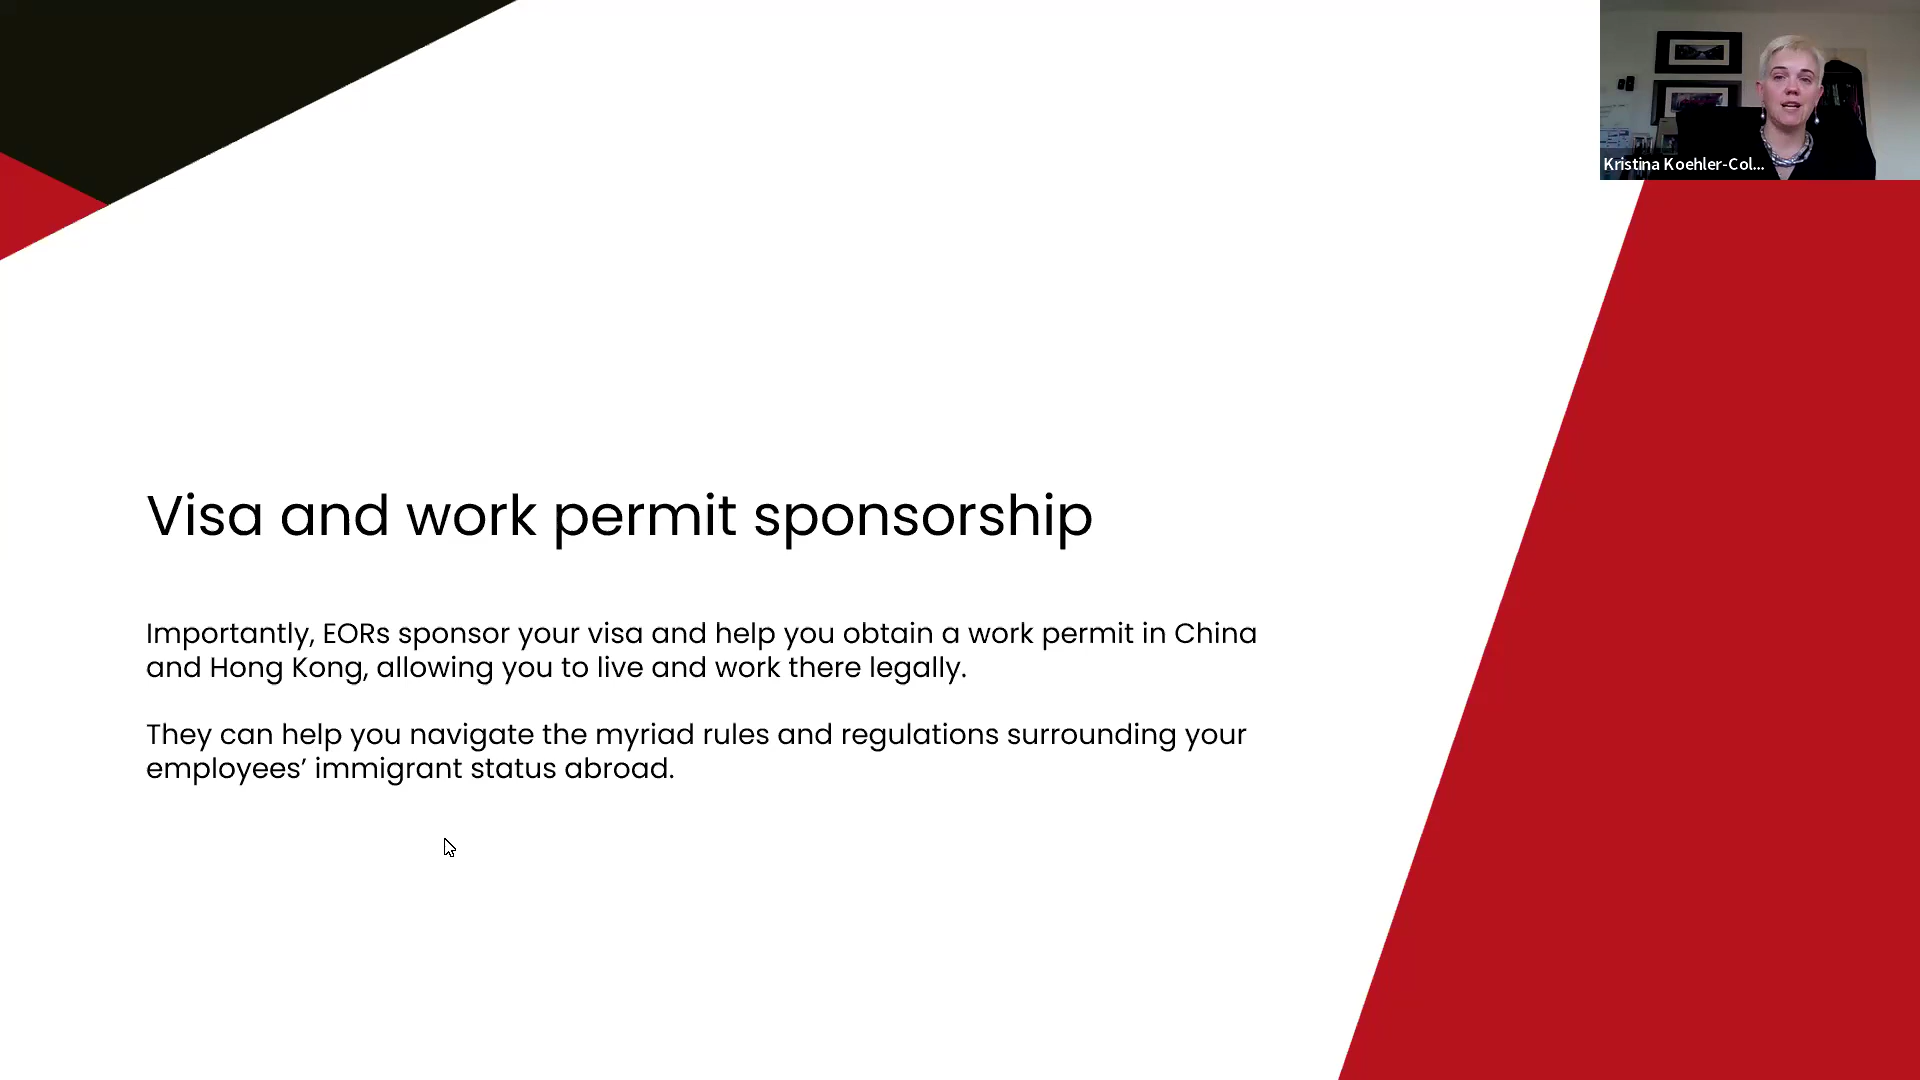 Kristina Koehler-Col...
Visa and work permit sponsorship
Importantly, EORs sponsor your visa and help you obtain a work permit in China
and Hong Kong, allowing you to live and work there legally.
They can help you navigate the myriad rules and regulations surrounding your
employees’ immigrant status abroad.